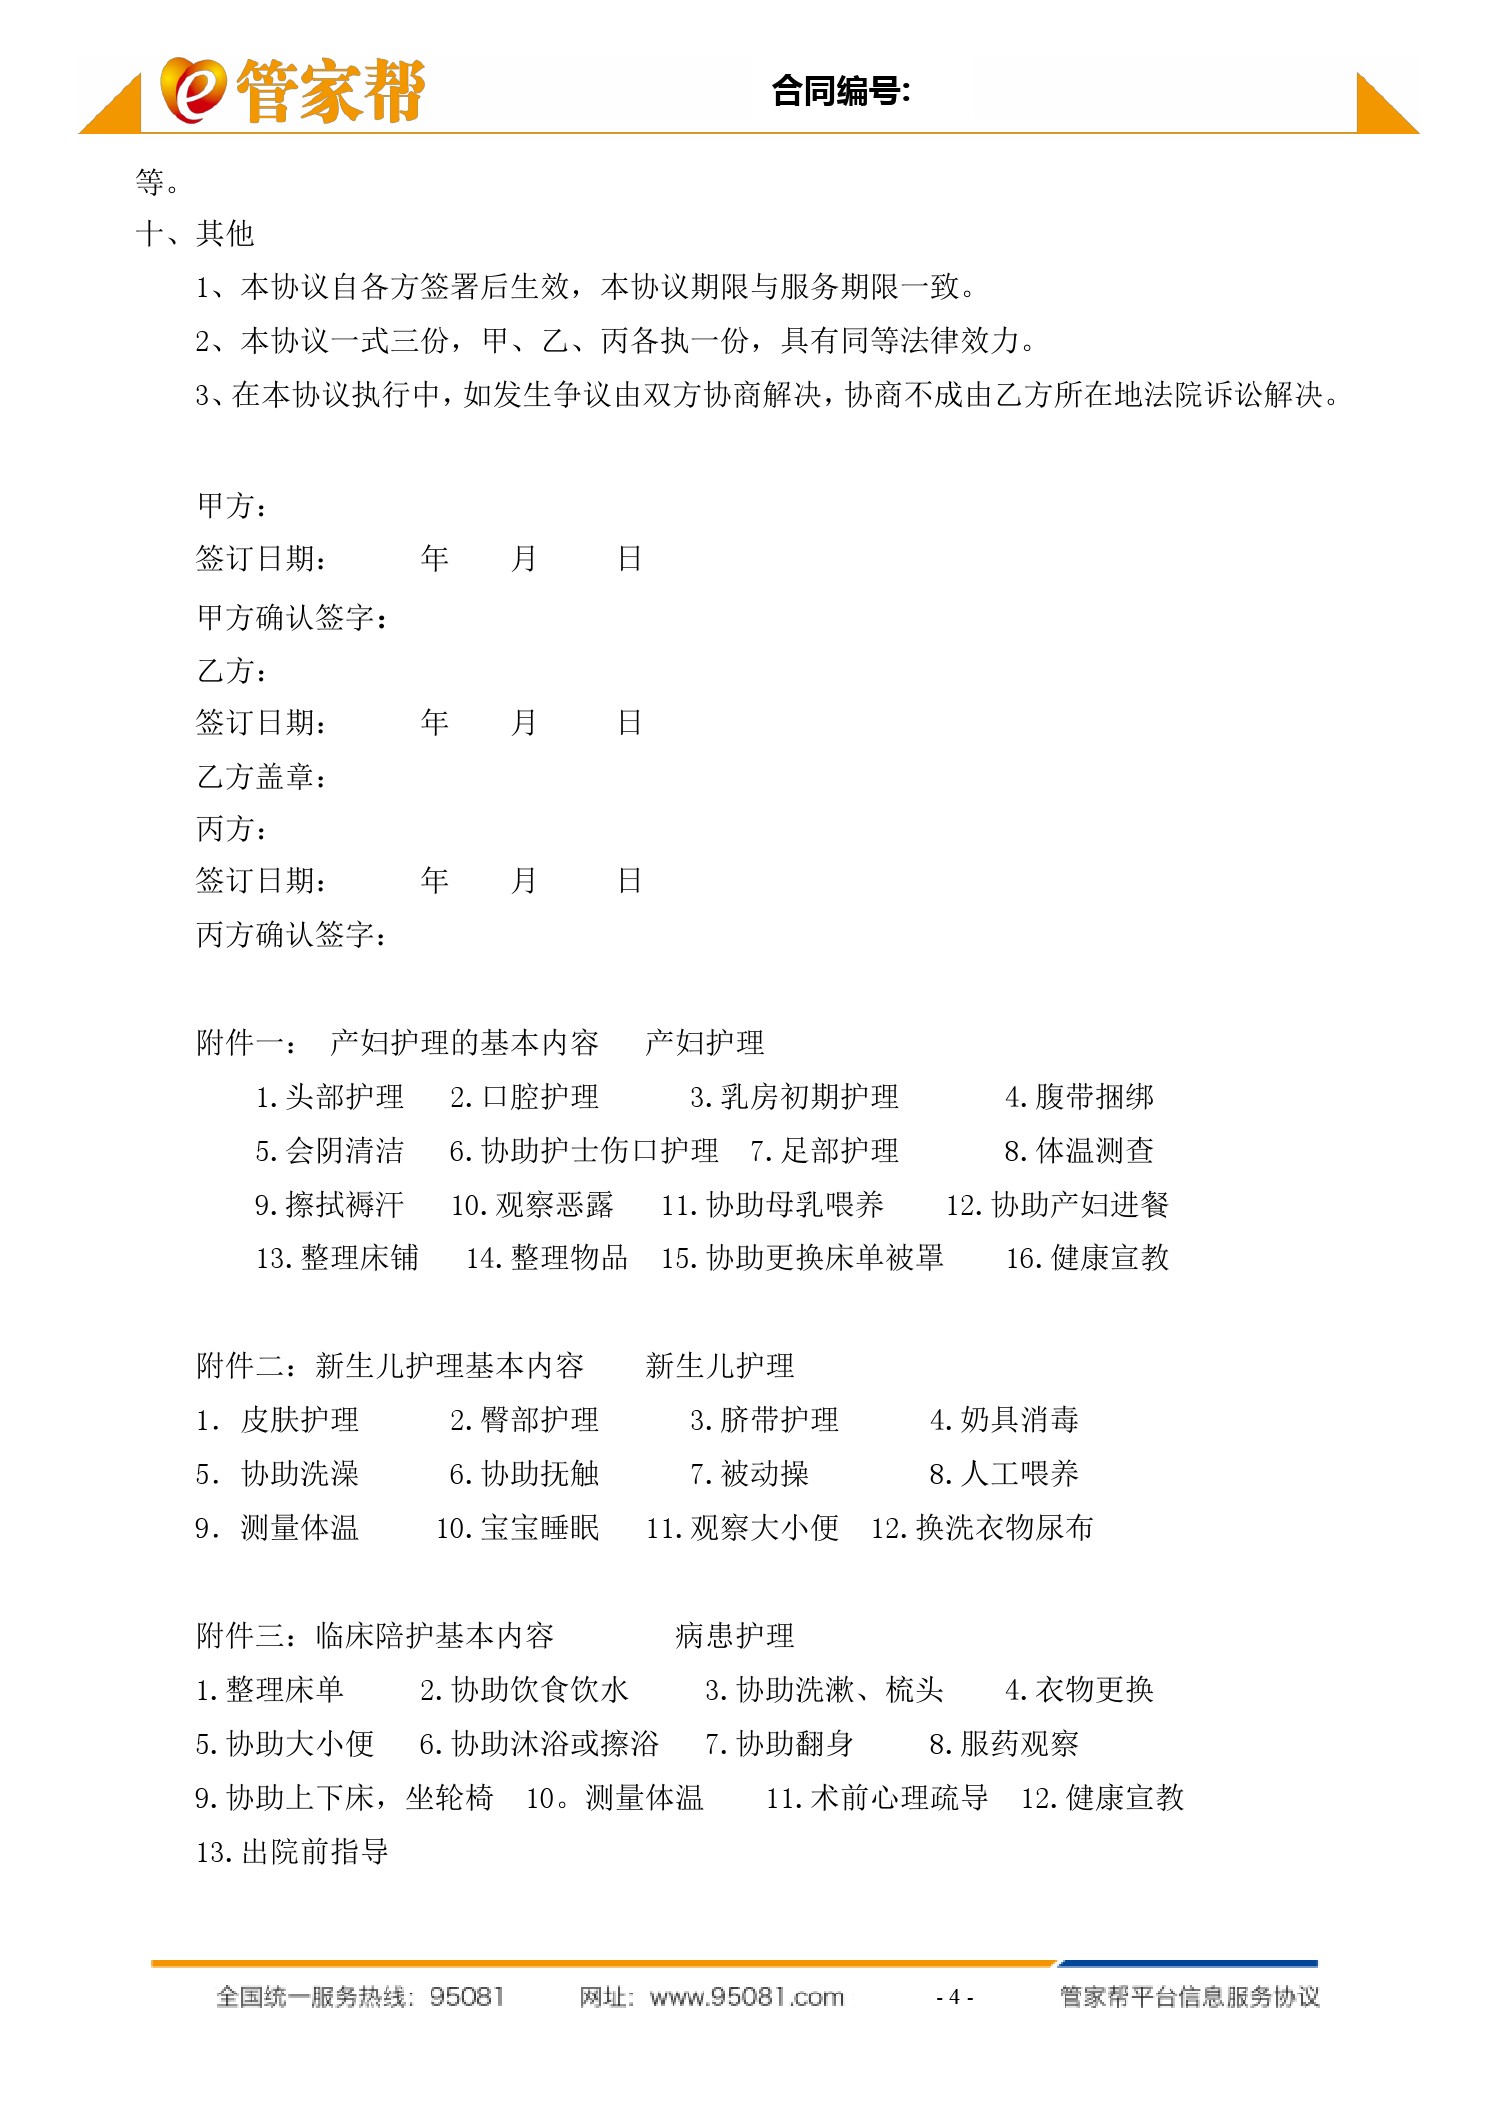 管家帮
合同编号:
等。
十、其他
1、本协议自各方签署后生效，本协议期限与服务期限一致。
2、本协议一式三份，甲、乙、丙各执一份，具有同等法律效力。
3、在本协议执行中，如发生争议由双方协商解决，协商不成由乙方所在地法院诉讼解决。
甲方：
签订日期： 年 月 日
甲方确认签字：
乙方：
签订日期： 年 月 日
乙方盖章：
丙方：
签订日期： 年 月 日
丙方确认签字：
附件一： 产妇护理的基本内容 产妇护理
1.头部护理 2.口腔护理 3.乳房初期护理 4.腹带捆绑
5.会阴清洁 6.协助护士伤口护理 7.足部护理 8.体温测查
9.擦拭褥汗 10.观察恶露 11.协助母乳喂养 12.协助产妇进餐
13.整理床铺 14.整理物品 15.协助更换床单被罩 16.健康宣教
附件二：新生儿护理基本内容 新生儿护理
1. 皮肤护理 2.臀部护理 3.脐带护理 4.奶具消毒
5. 协助洗澡 6.协助抚触 7.被动操 8.人工喂养
9. 测量体温 10.宝宝睡眠 11.观察大小便 12.换洗衣物尿布
附件三：临床陪护基本内容 病患护理
1.整理床单 2.协助饮食饮水 3.协助洗漱、梳头 4.衣物更换
5.协助大小便 6.协助沐浴或擦浴 7.协助翻身 8.服药观察
9.协助上下床，坐轮椅 10。测量体温 11.术前心理疏导 12.健康宣教
13.出院前指导
全国统一服务热线：95081 网址：www.95081.com - 4 - 管家帮平台信息服务协议